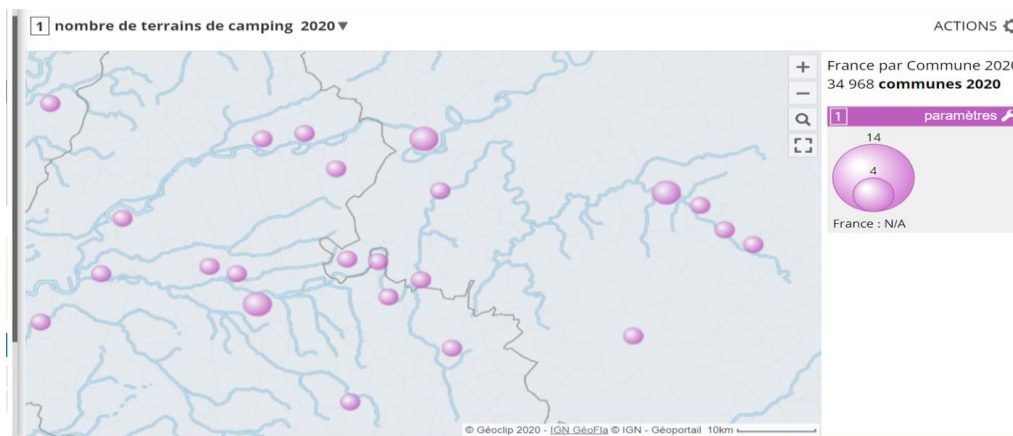 1 nombre de terrains de camping 2020▼
ACTIONS
France par Commune 2020
34 968 communes 2020
1 paramètres
14
4
France : N/A
© Géoclip 2020 - IGN GéoFla © IGN - Géoportail 10km